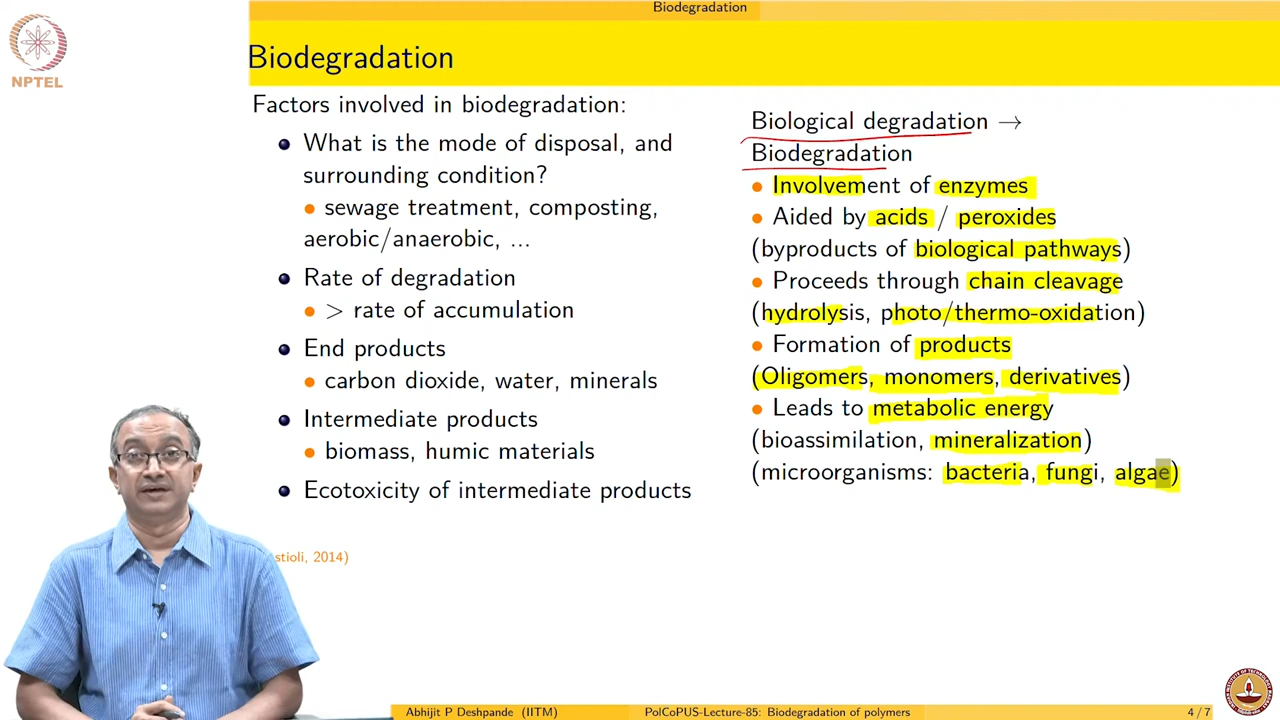 Biodegradation
NPTEL
Biodegradation
Factors involved in biodegradation:
What is the mode of disposal, and
surrounding condition?
sewage treatment, composting,
aerobic/anaerobic, ...
Rate of degradation
> rate of accumulation
End products
carbon dioxide, water, minerals
Intermediate products
biomass, humic materials
Ecotoxicity of intermediate products
stioli, 2014)
Biological degradation →
Biodegradation
Involvement of enzymes
Aided by acids / peroxides
(byproducts of biological pathways)
Proceeds through chain cleavage
(hydrolysis, photo/thermo-oxidation)
Formation of products
(Oligomers, monomers, derivatives)
Leads to metabolic energy
(bioassimilation, mineralization)
(microorganisms: bacteria, fungi, algae)
Abhijit P Deshpande (IITM)
PolCoPUS-Lecture-85: Biodegradation of polymers
4 / 7